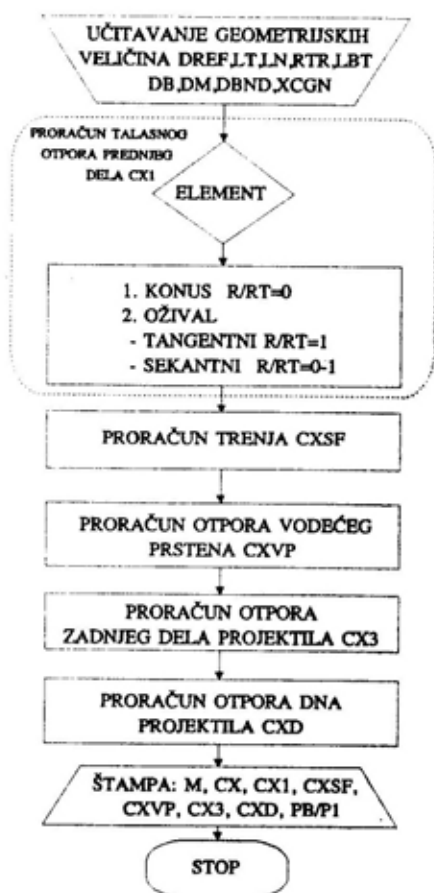 UČITAVANJE GEOMETRIJSKIH
VELIČINA DREF,LT,LN,RTR,LBT
DB,DM,DBND,XCGN
PRORAČUN TALASNOG
OTPORA PREDNJEG
DELA CX1
ELEMENT
1. KONUS R/RT=0
2. OŽIVAL
- TANGENTNI R/RT=1
- SEKANTNI R/RT=0-1
PRORAČUN TRENJA CXSF
PRORAČUN OTPORA VODEĆEG
PRSTENA CXVP
PRORAČUN OTPORA
ZADNJEG DELA PROJEKTILA CX3
PRORAČUN OTPORA DNA
PROJEKTILA CXD
ŠTAMPA: M, CX, CX1, CXSF,
CXVP, CX3, CXD, PB/P1
STOP